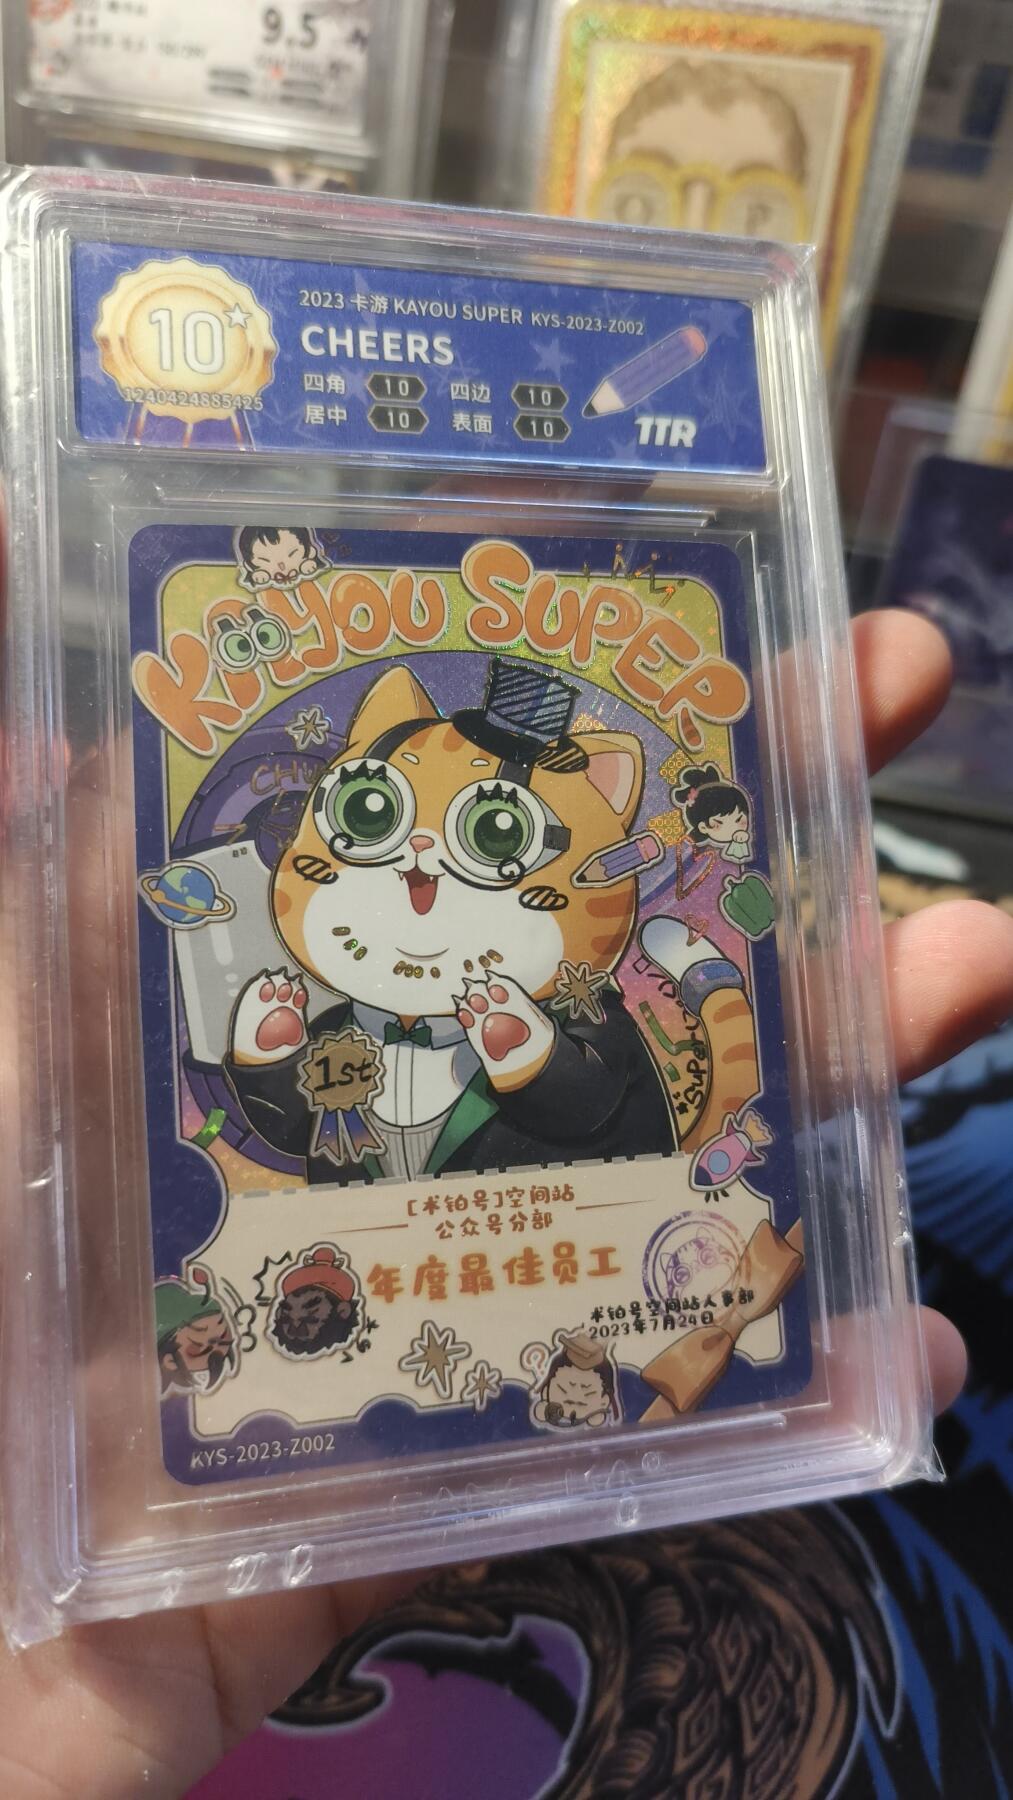 9.5
2023 卡游 KAYOU SUPER KYS-2023-Z002
10
CHEERS
四角 10 四边 10
居中 10 表面 10
1240424885425
TTR
KAYOU SUPER
1st
Super
[术铂号]空间站
公众号分部
年度最佳员工
术铂号空间站人事部
2023年7月24日
KYS-2023-Z002